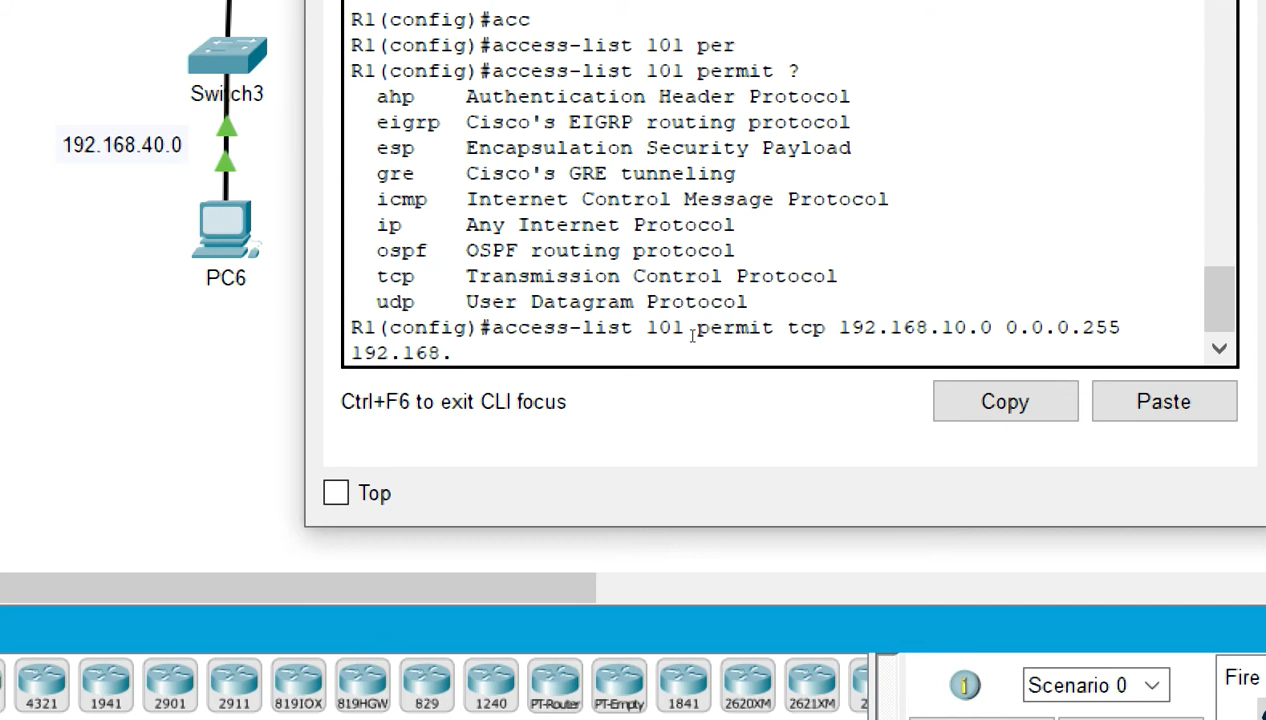 R1(config)#acc
R1(config)#access-list 101 per
R1(config)#access-list 101 permit ?
ahp Authentication Header Protocol
eigrp Cisco's EIGRP routing protocol
esp Encapsulation Security Payload
gre Cisco's GRE tunneling
icmp Internet Control Message Protocol
ip Any Internet Protocol
ospf OSPF routing protocol
tcp Transmission Control Protocol
udp User Datagram Protocol
R1(config)#access-list 101 permit tcp 192.168.10.0 0.0.0.255
192.168.
Switch3
192.168.40.0
PC6
Ctrl+F6 to exit CLI focus
Copy
Paste
Top
4321
1941
2901
2911
819IOX
819HGW
829
1240
PT-Router
PT-Empty
1841
2620XM
2621XM
2
Scenario 0
Fire